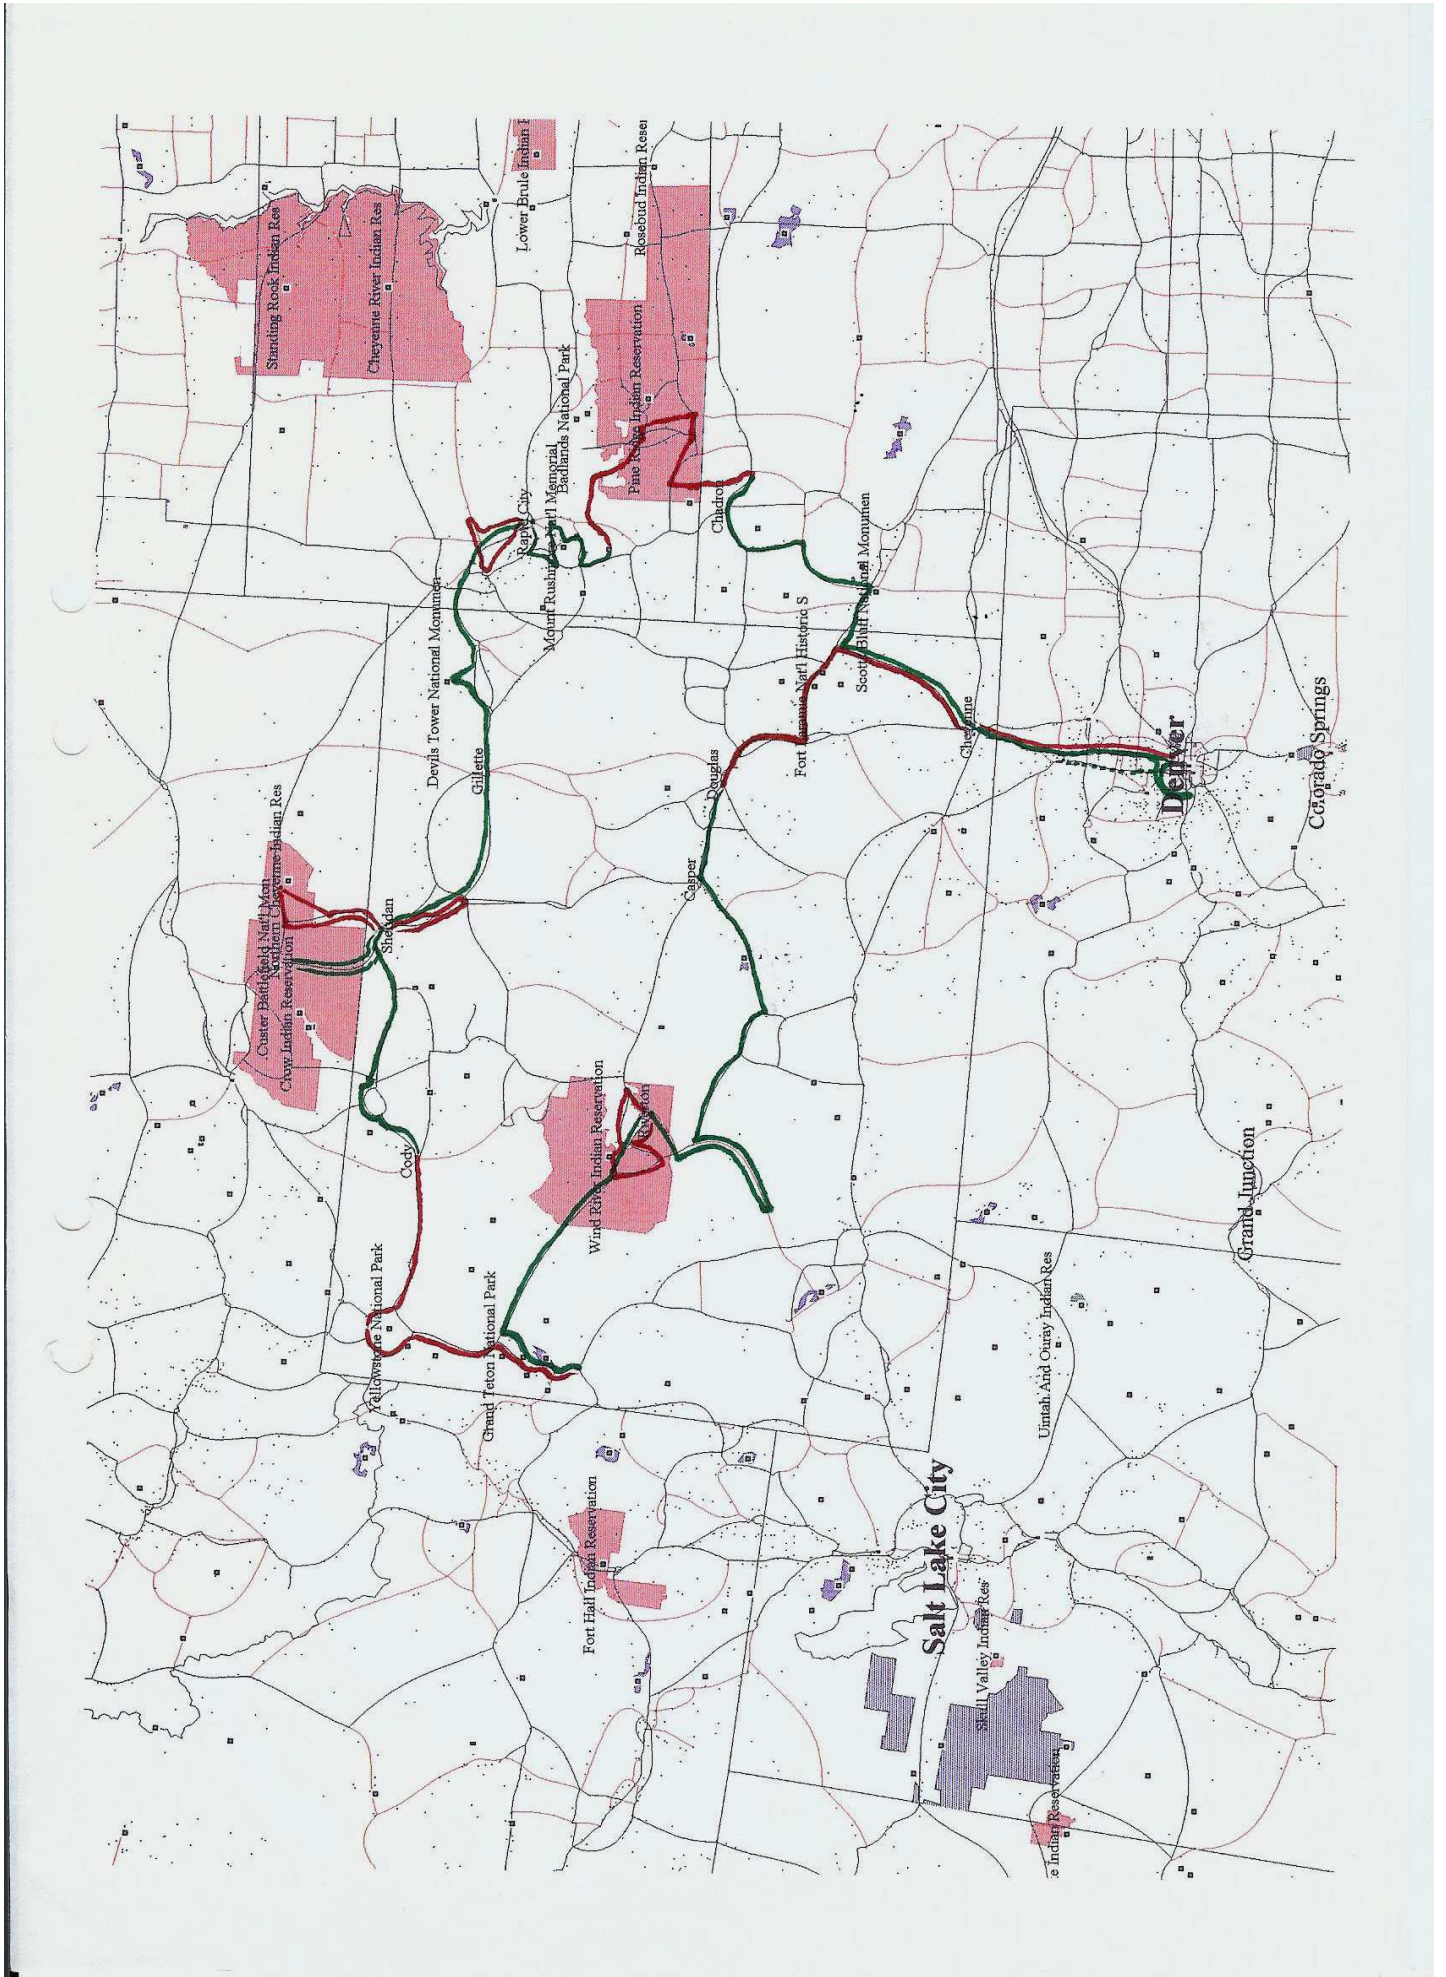 Custer Battlefield Nat'l Mon
Standing Rock Indian Res
Northern Cheyenne Indian Res
Crow Indian Reservation
Cheyenne River Indian Res
Yellowstone National Park
Sheridan
Cody
Devils Tower National Monumen
Gillette
Grand Teton National Park
Rapid City
Lower Brule Indian
Mount Rushmore Nat'l Memorial
Badlands National Park
Fort Hall Indian Reservation
Wind River Indian Reservation
Pine Ridge Indian Reservation
Rosebud Indian Reser
Riverton
Casper
Douglas
Chadron
Fort Laramie Nat'l Historic S
Scotts Bluff National Monumen
Salt Lake City
Cheyenne
Skull Valley Indian Res
Uintah And Ouray Indian Res
e Indian Reservation
Denver
Grand Junction
Colorado Springs